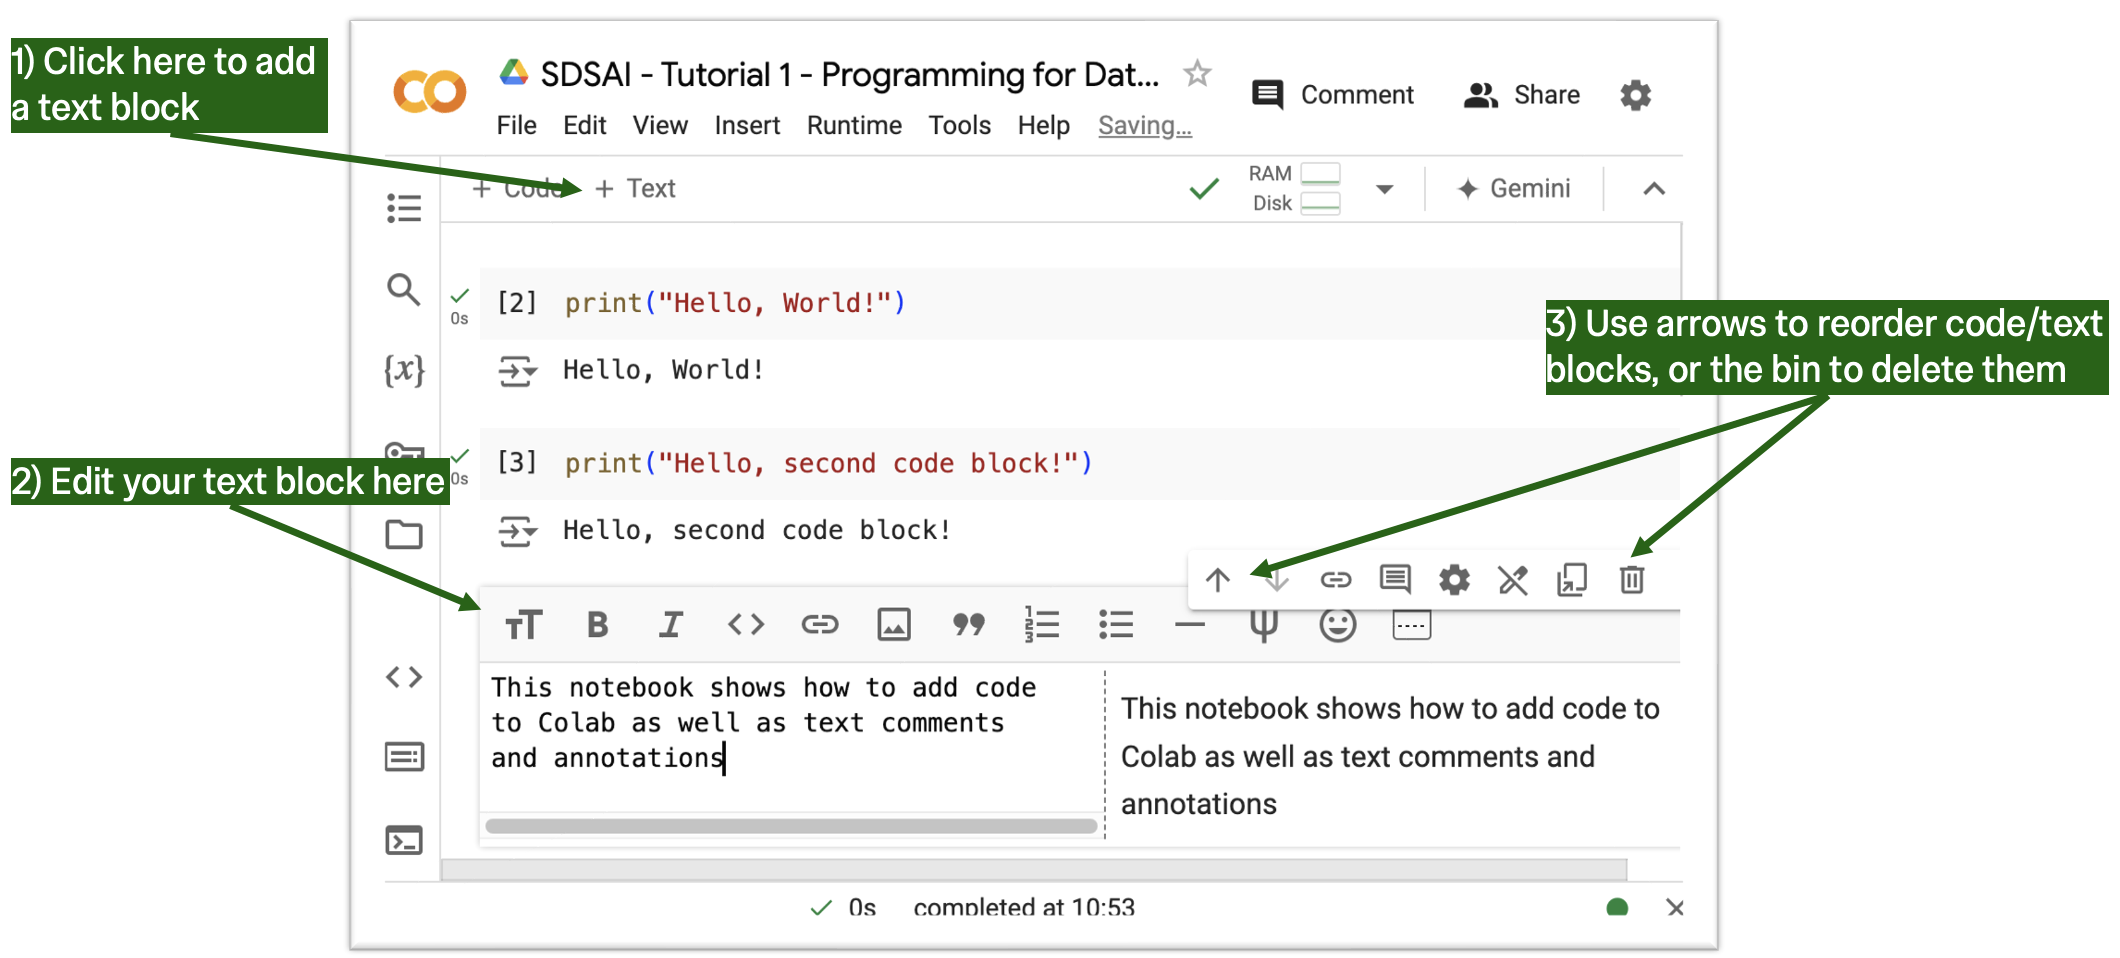 1) Click here to add
a text block
SDSAI - Tutorial 1 - Programming for Dat...
Comment
Share
File Edit View Insert Runtime Tools Help Saving...
+ Code + Text
RAM
Disk
Gemini
[2] print("Hello, World!")
0s
Hello, World!
3) Use arrows to reorder code/text
blocks, or the bin to delete them
{x}
[3] print("Hello, second code block!")
0s
2) Edit your text block here
Hello, second code block!
This notebook shows how to add code
to Colab as well as text comments
and annotations
This notebook shows how to add code to
Colab as well as text comments and
annotations
0s completed at 10:53